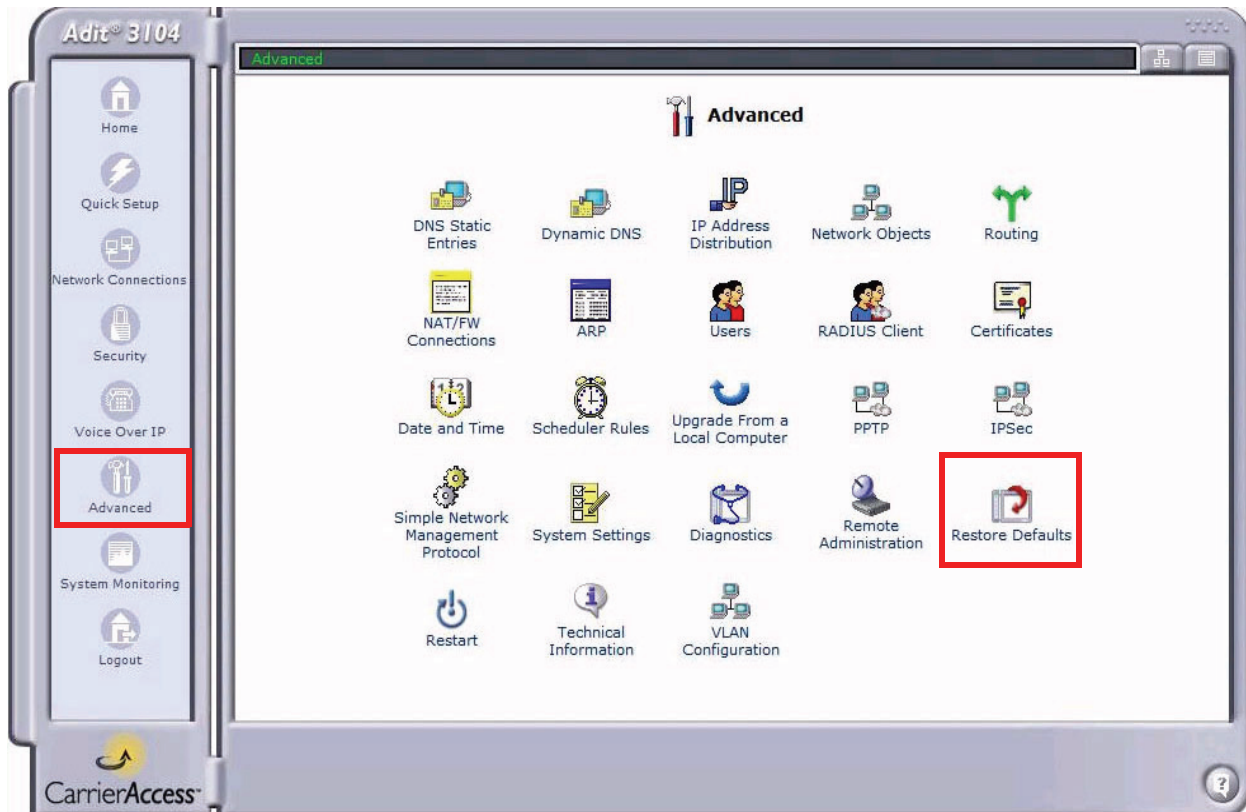 Adit® 3104
Advanced
Home
Quick Setup
Network Connections
Security
Voice Over IP
Advanced
System Monitoring
Logout
CarrierAccess™
Advanced
DNS Static
Entries
Dynamic DNS
IP Address
Distribution
Network Objects
Routing
NAT/FW
Connections
ARP
Users
RADIUS Client
Certificates
Date and Time
Scheduler Rules
Upgrade From a
Local Computer
PPTP
IPSec
Simple Network
Management
Protocol
System Settings
Diagnostics
Remote
Administration
Restore Defaults
Restart
Technical
Information
VLAN
Configuration